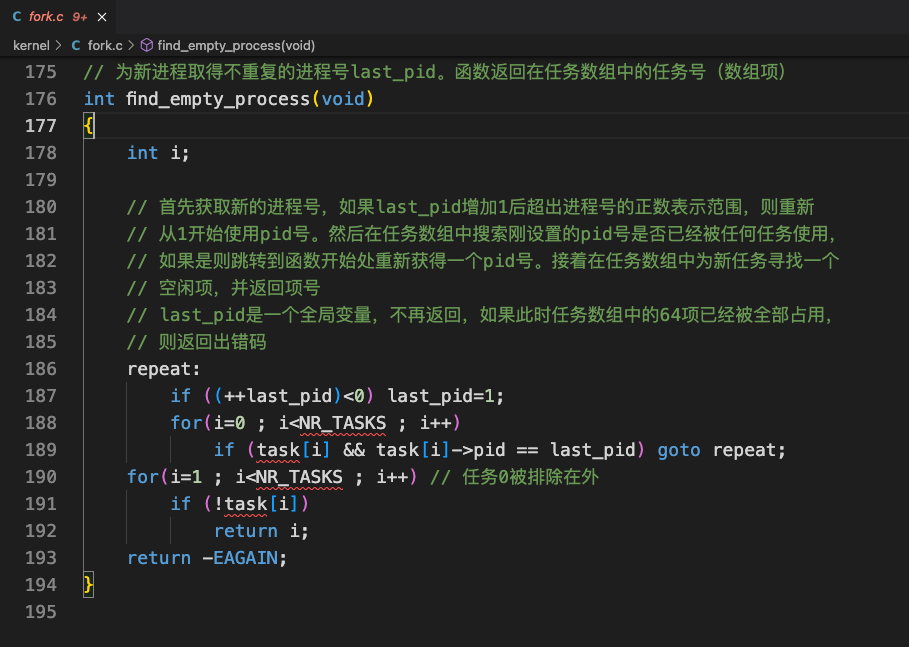 C fork.c 9+ ×
kernel > C fork.c > find_empty_process(void)
175 // 为新进程取得不重复的进程号last_pid。函数返回在任务数组中的任务号（数组项）
176 int find_empty_process(void)
177 {
178     int i;
179
180     // 首先获取新的进程号，如果last_pid增加1后超出进程号的正数表示范围，则重新
181     // 从1开始使用pid号。然后在任务数组中搜索刚设置的pid号是否已经被任何任务使用，
182     // 如果是则跳转到函数开始处重新获得一个pid号。接着在任务数组中为新任务寻找一个
183     // 空闲项，并返回项号
184     // last_pid是一个全局变量，不再返回，如果此时任务数组中的64项已经被全部占用，
185     // 则返回出错码
186     repeat:
187         if ((++last_pid)<0) last_pid=1;
188         for(i=0 ; i<NR_TASKS ; i++)
189             if (task[i] && task[i]->pid == last_pid) goto repeat;
190     for(i=1 ; i<NR_TASKS ; i++) // 任务0被排除在外
191         if (!task[i])
192             return i;
193     return -EAGAIN;
194 }
195